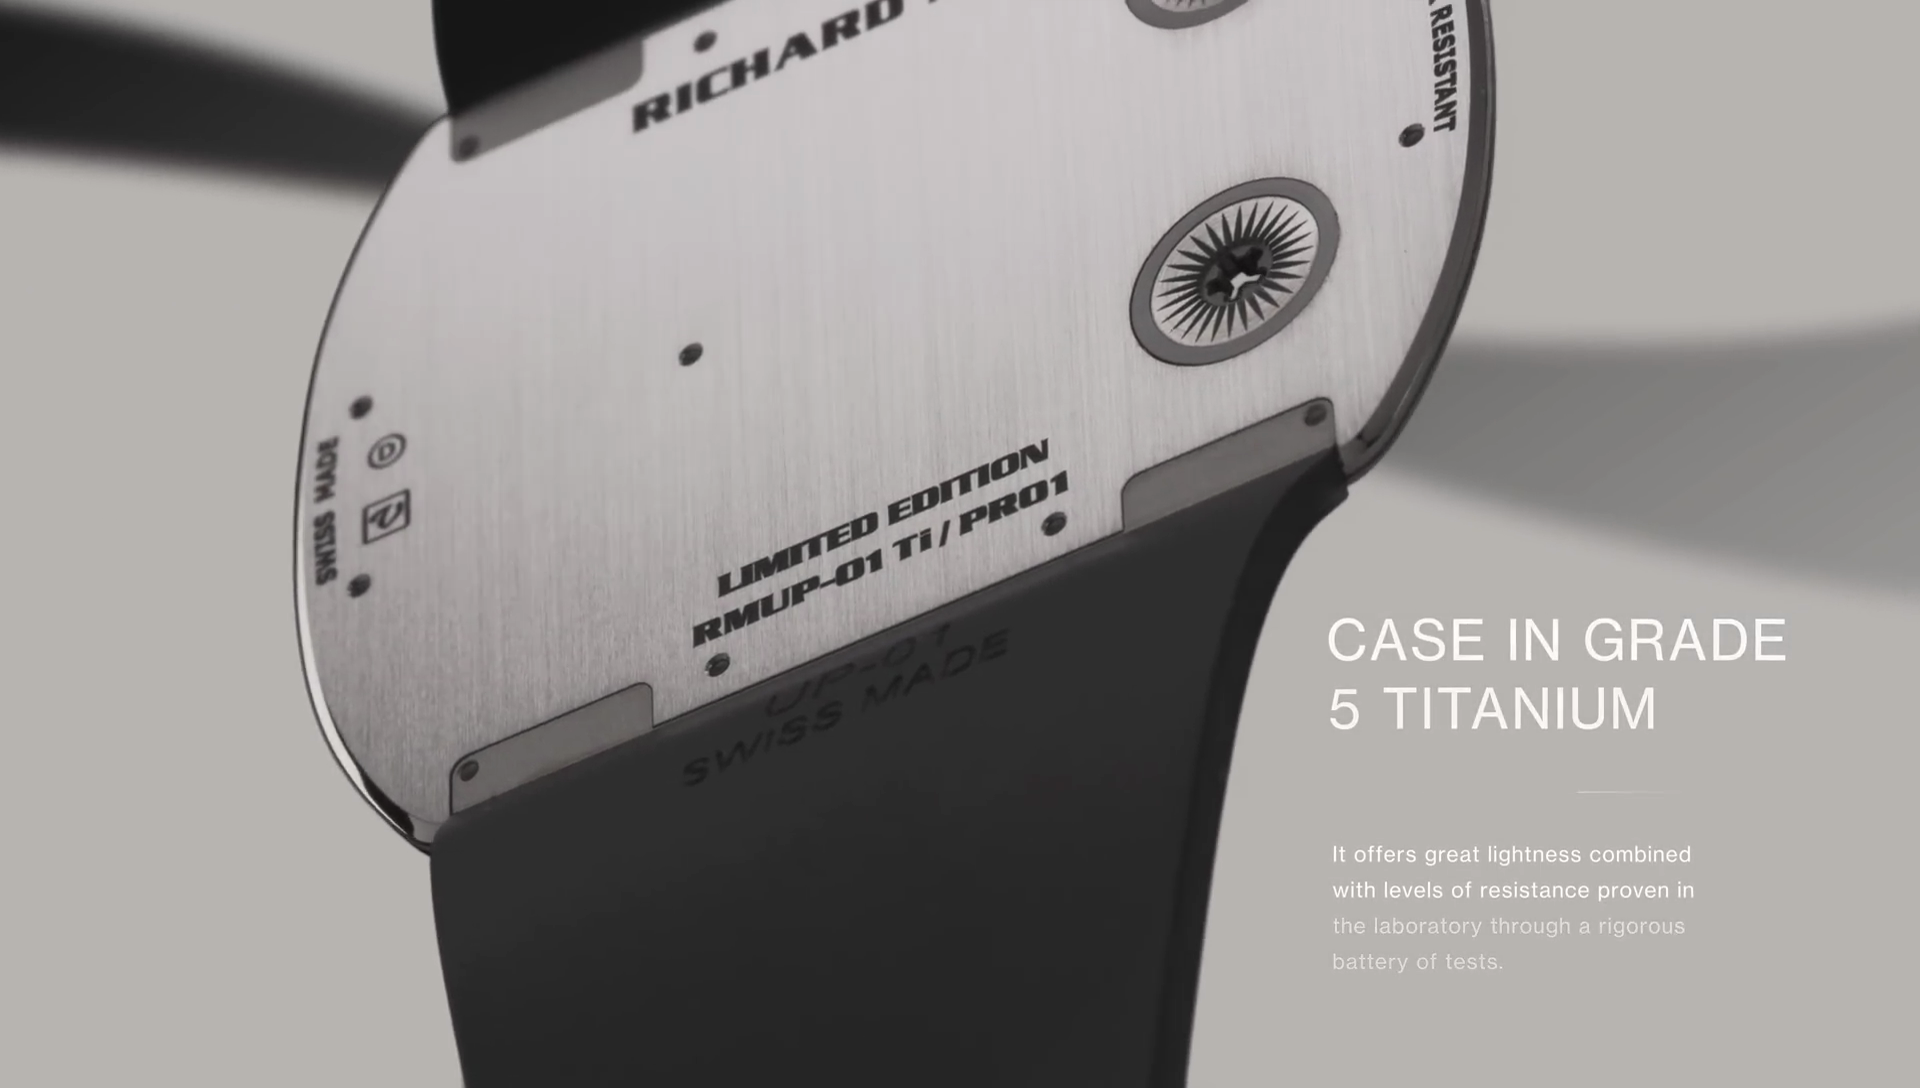 RICHARD
RESISTANT
SWISS MADE
LIMITED EDITION
RMUP-01 Ti / PRO1
UP-01
SWISS MADE
CASE IN GRADE
5 TITANIUM
It offers great lightness combined
with levels of resistance proven in
the laboratory through a rigorous
battery of tests.